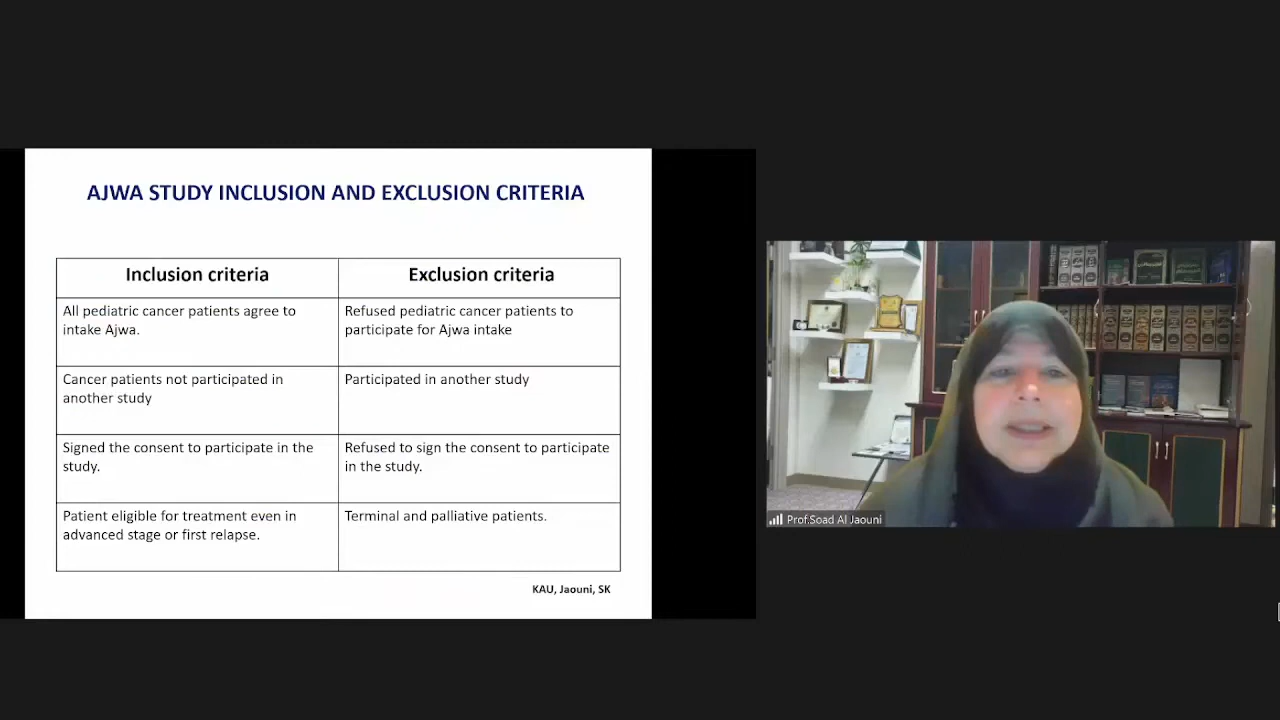 AJWA STUDY INCLUSION AND EXCLUSION CRITERIA
Inclusion criteria
Exclusion criteria
All pediatric cancer patients agree to
intake Ajwa.
Refused pediatric cancer patients to
participate for Ajwa intake
Cancer patients not participated in
another study
Participated in another study
Signed the consent to participate in the
study.
Refused to sign the consent to participate
in the study.
Patient eligible for treatment even in
advanced stage or first relapse.
Terminal and palliative patients.
KAU, Jaouni, SK
Prof.Soad Al Jaouni